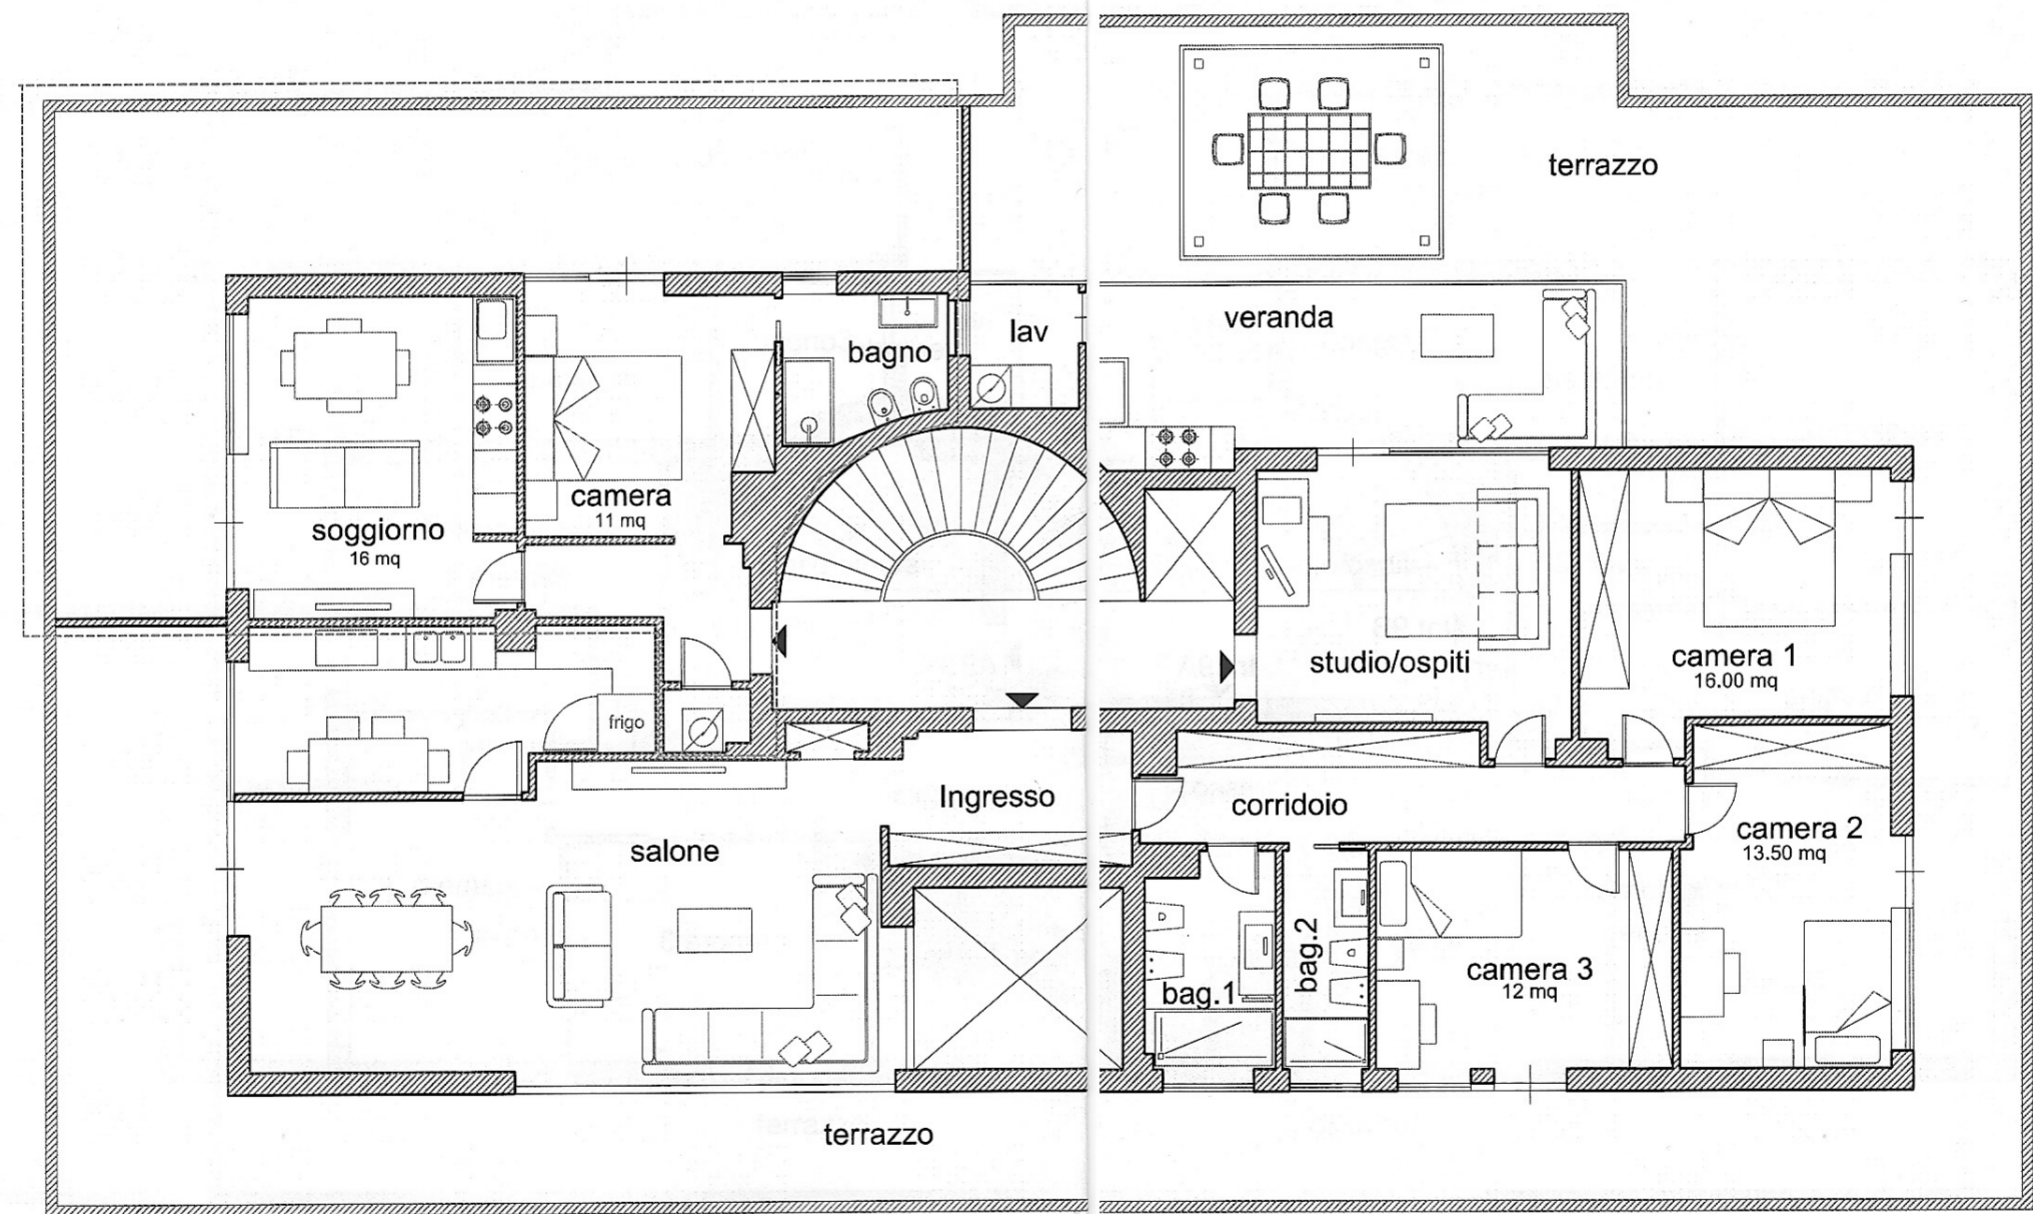 terrazzo
veranda
lav
bagno
camera
11 mq
soggiorno
16 mq
studio/ospiti
camera 1
16.00 mq
frigo
Ingresso
corridoio
camera 2
13.50 mq
salone
bag.1
bag.2
camera 3
12 mq
terrazzo